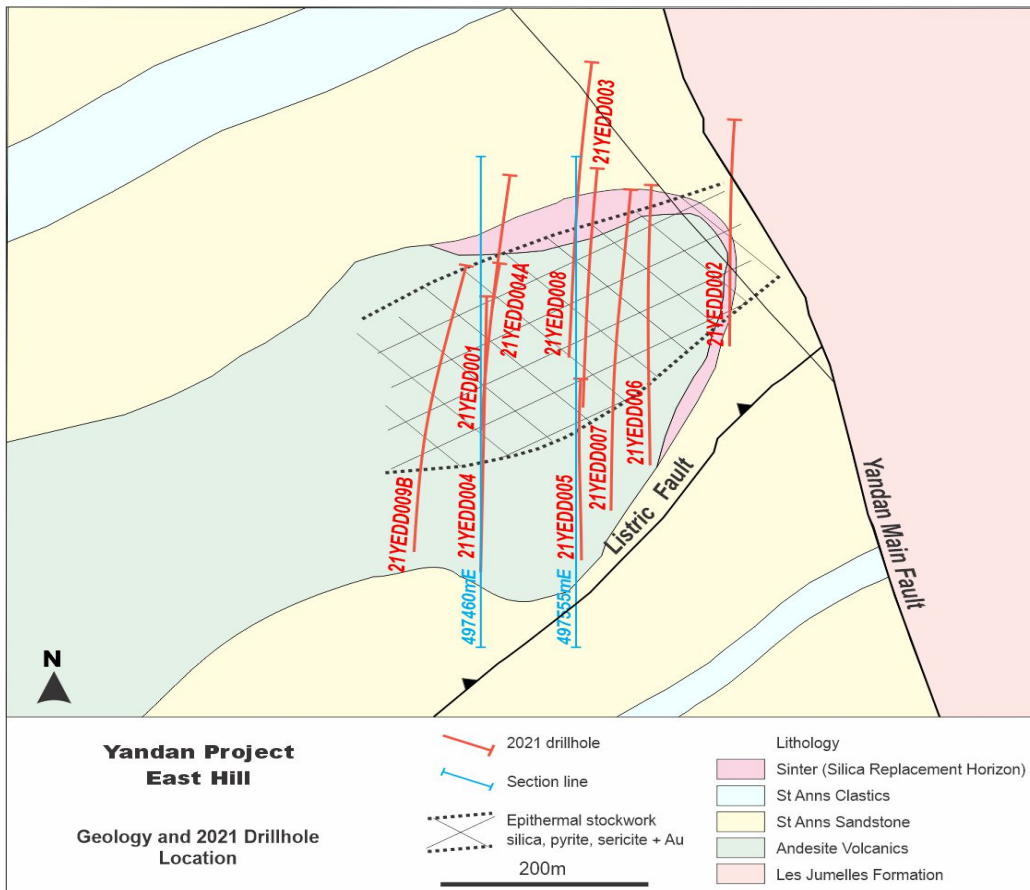 21YEDD003
21YEDD002
21YEDD004A
21YEDD008
21YEDD001
21YEDD006
21YEDD007
21YEDD009B
21YEDD004
21YEDD005
Listric Fault
Yandan Main Fault
497460mE
497555mE
N
Yandan Project
East Hill
Geology and 2021 Drillhole
Location
2021 drillhole
Section line
Epithermal stockwork
silica, pyrite, sericite + Au
200m
Lithology
Sinter (Silica Replacement Horizon)
St Anns Clastics
St Anns Sandstone
Andesite Volcanics
Les Jumelles Formation